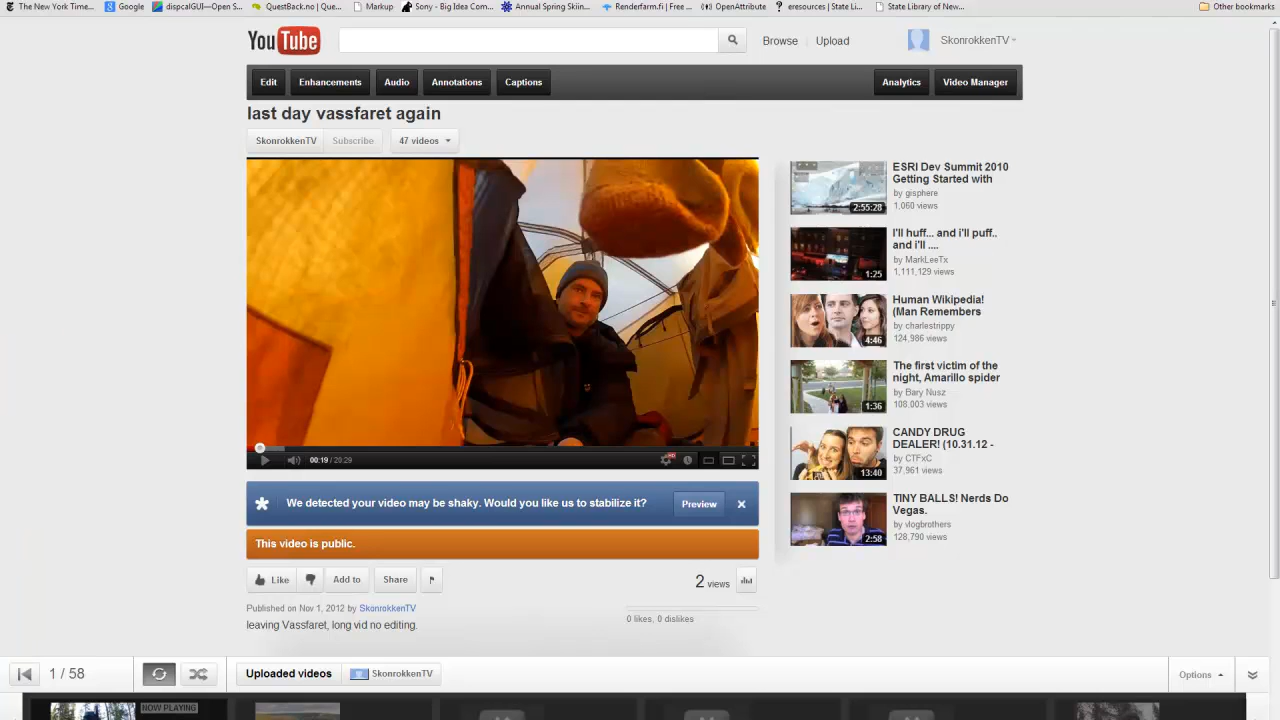 The New York Time...
Google
dispcalGUI—Open S...
QuestBack.no | Que...
Markup
Sony - Big Idea Com...
Annual Spring Skiin...
Renderfarm.fi | Free ...
OpenAttribute
eresources | State Li...
State Library of New...
Other bookmarks
YouTube
Browse
Upload
SkonrokkenTV
Edit
Enhancements
Audio
Annotations
Captions
Analytics
Video Manager
last day vassfaret again
SkonrokkenTV
Subscribe
47 videos
00:19 / 20:29
We detected your video may be shaky. Would you like us to stabilize it?
Preview
This video is public.
Like
Add to
Share
2 views
Published on Nov 1, 2012 by SkonrokkenTV
0 likes, 0 dislikes
leaving Vassfaret, long vid no editing.
ESRI Dev Summit 2010
Getting Started with
by gisphere
1,060 views
2:55:28
I'll huff... and i'll puff..
and i'll ....
by MarkLeeTx
1,111,129 views
1:25
Human Wikipedia!
(Man Remembers
by charlestrippy
124,986 views
4:46
The first victim of the
night, Amarillo spider
by Bary Nusz
108,003 views
1:36
CANDY DRUG
DEALER! (10.31.12 -
by CTFxC
37,961 views
13:40
TINY BALLS! Nerds Do
Vegas.
by vlogbrothers
128,790 views
2:58
1 / 58
Uploaded videos
SkonrokkenTV
Options
NOW PLAYING